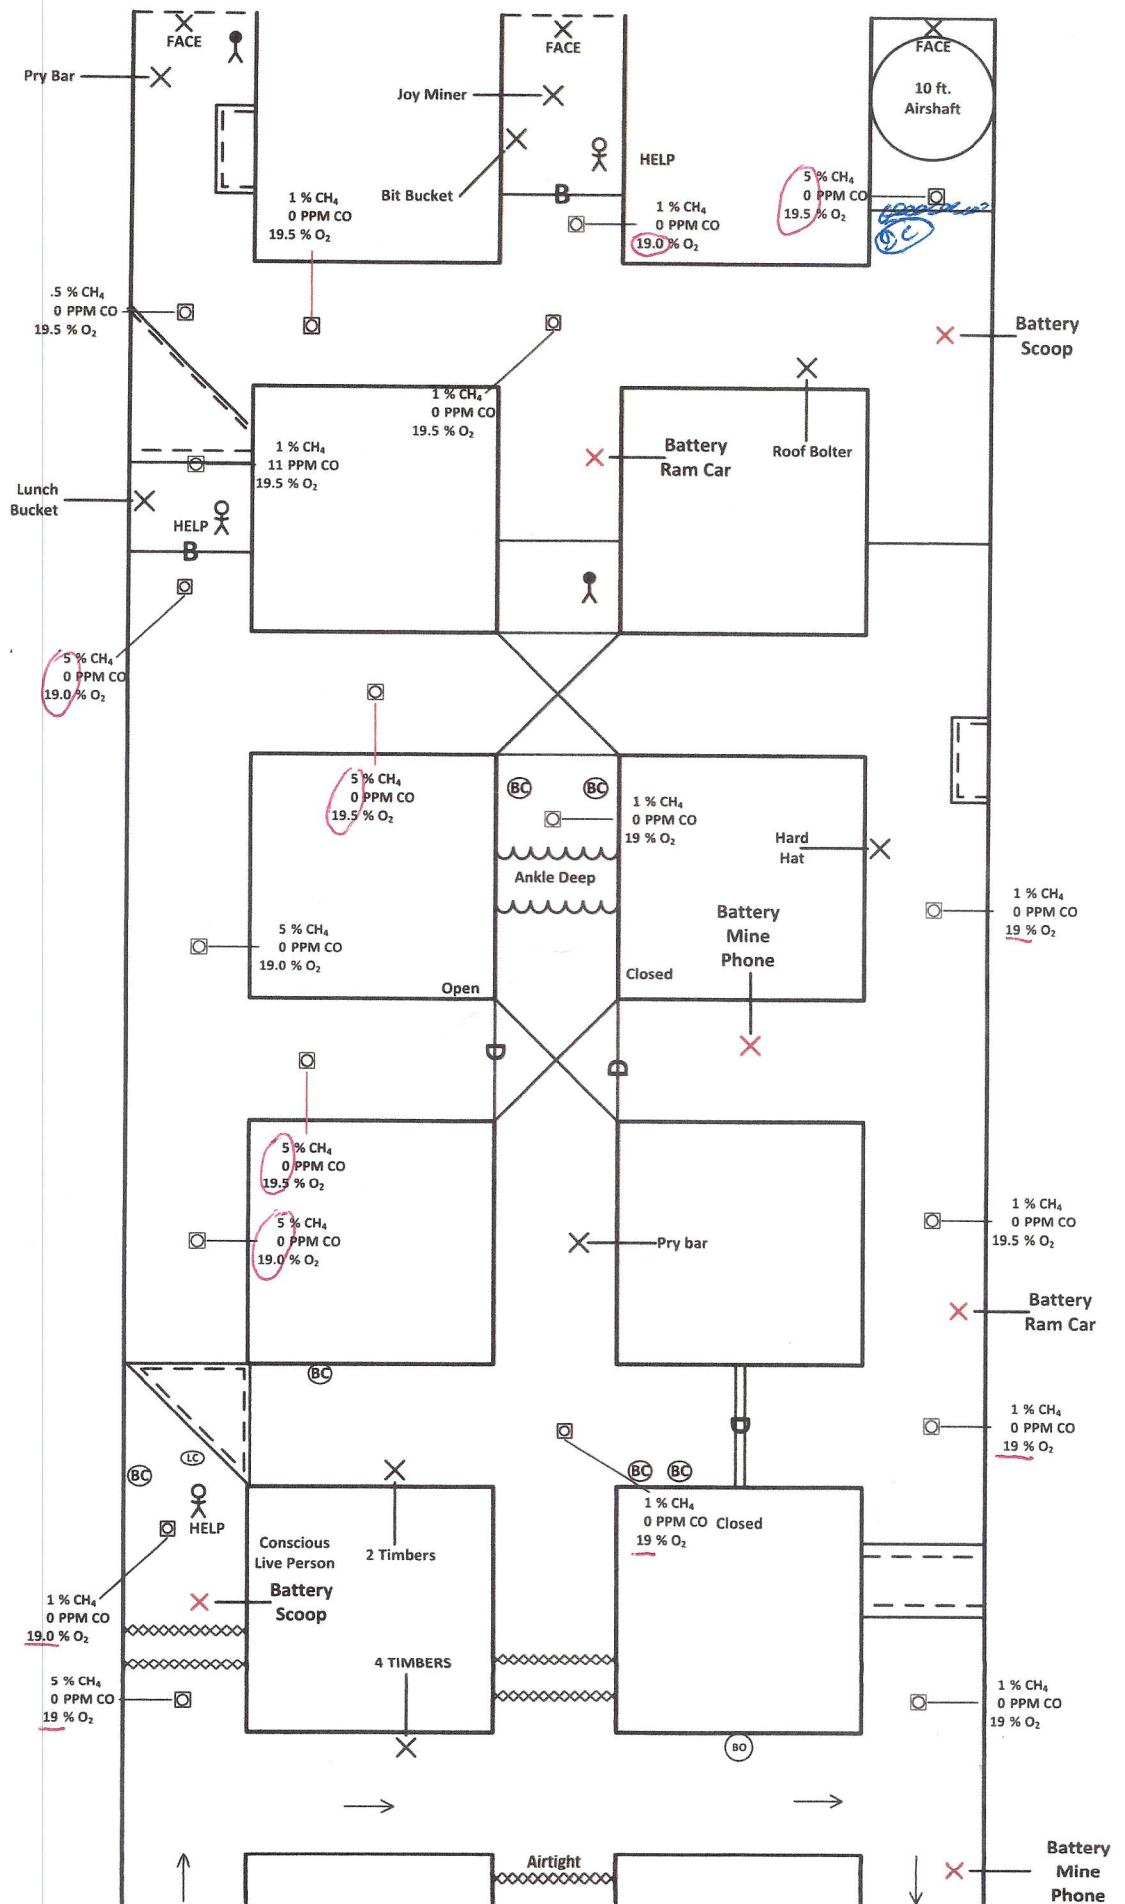 FACE
Pry Bar
FACE
Joy Miner
Bit Bucket
HELP
B
FACE
10 ft.
Airshaft
1 % CH₄
0 PPM CO
19.5 % O₂
1 % CH₄
0 PPM CO
19.0 % O₂
5 % CH₄
0 PPM CO
19.5 % O₂
C
.5 % CH₄
0 PPM CO
19.5 % O₂
Battery
Scoop
1 % CH₄
0 PPM CO
19.5 % O₂
Roof Bolter
Battery
Ram Car
1 % CH₄
11 PPM CO
19.5 % O₂
Lunch
Bucket
HELP
B
5 % CH₄
0 PPM CO
19.0 % O₂
5 % CH₄
0 PPM CO
19.5 % O₂
BC
BC
1 % CH₄
0 PPM CO
19 % O₂
Ankle Deep
Hard
Hat
1 % CH₄
0 PPM CO
19 % O₂
5 % CH₄
0 PPM CO
19.0 % O₂
Battery
Mine
Phone
Open
Closed
D
D
5 % CH₄
0 PPM CO
19.5 % O₂
5 % CH₄
0 PPM CO
19.0 % O₂
Pry bar
1 % CH₄
0 PPM CO
19.5 % O₂
Battery
Ram Car
BC
D
1 % CH₄
0 PPM CO
19 % O₂
LC
BC
HELP
BC
BC
1 % CH₄
0 PPM CO
19 % O₂
Closed
2 Timbers
Conscious
Live Person
Battery
Scoop
1 % CH₄
0 PPM CO
19.0 % O₂
4 TIMBERS
5 % CH₄
0 PPM CO
19 % O₂
1 % CH₄
0 PPM CO
19 % O₂
BO
Airtight
Battery
Mine
Phone